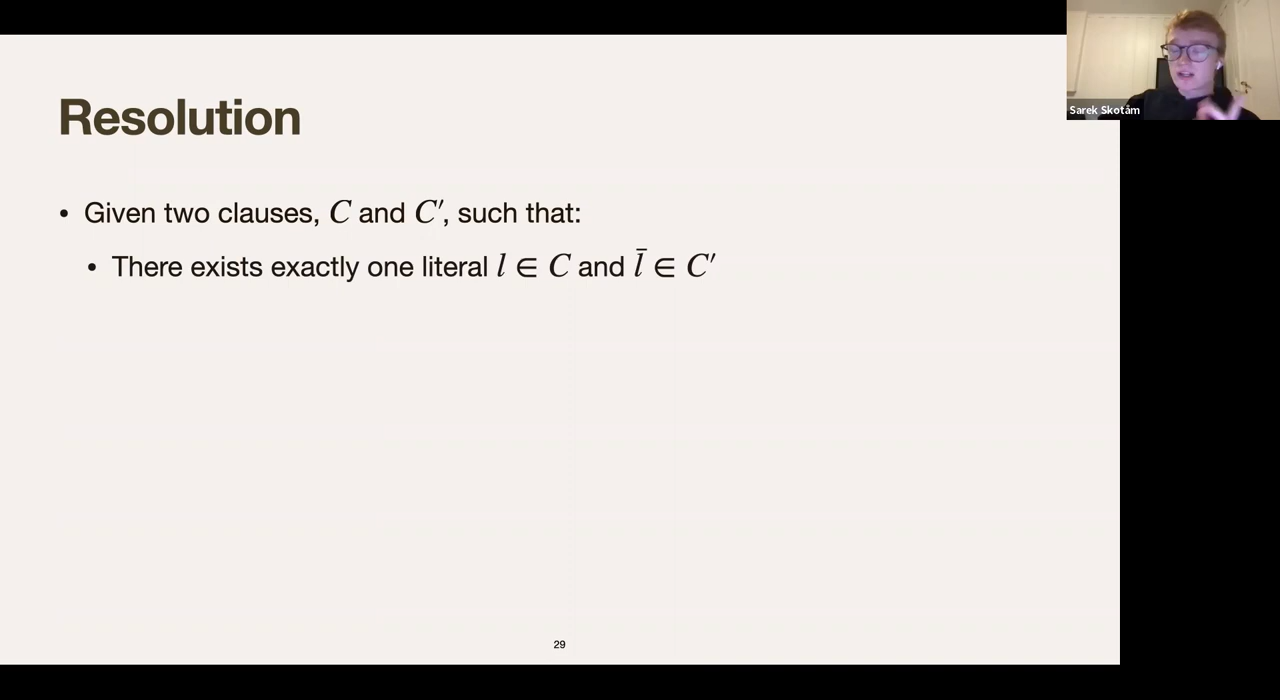 Resolution
• Given two clauses, C and C′, such that:
• There exists exactly one literal l ∈ C and l̄ ∈ C′
29
Sarek Skotåm